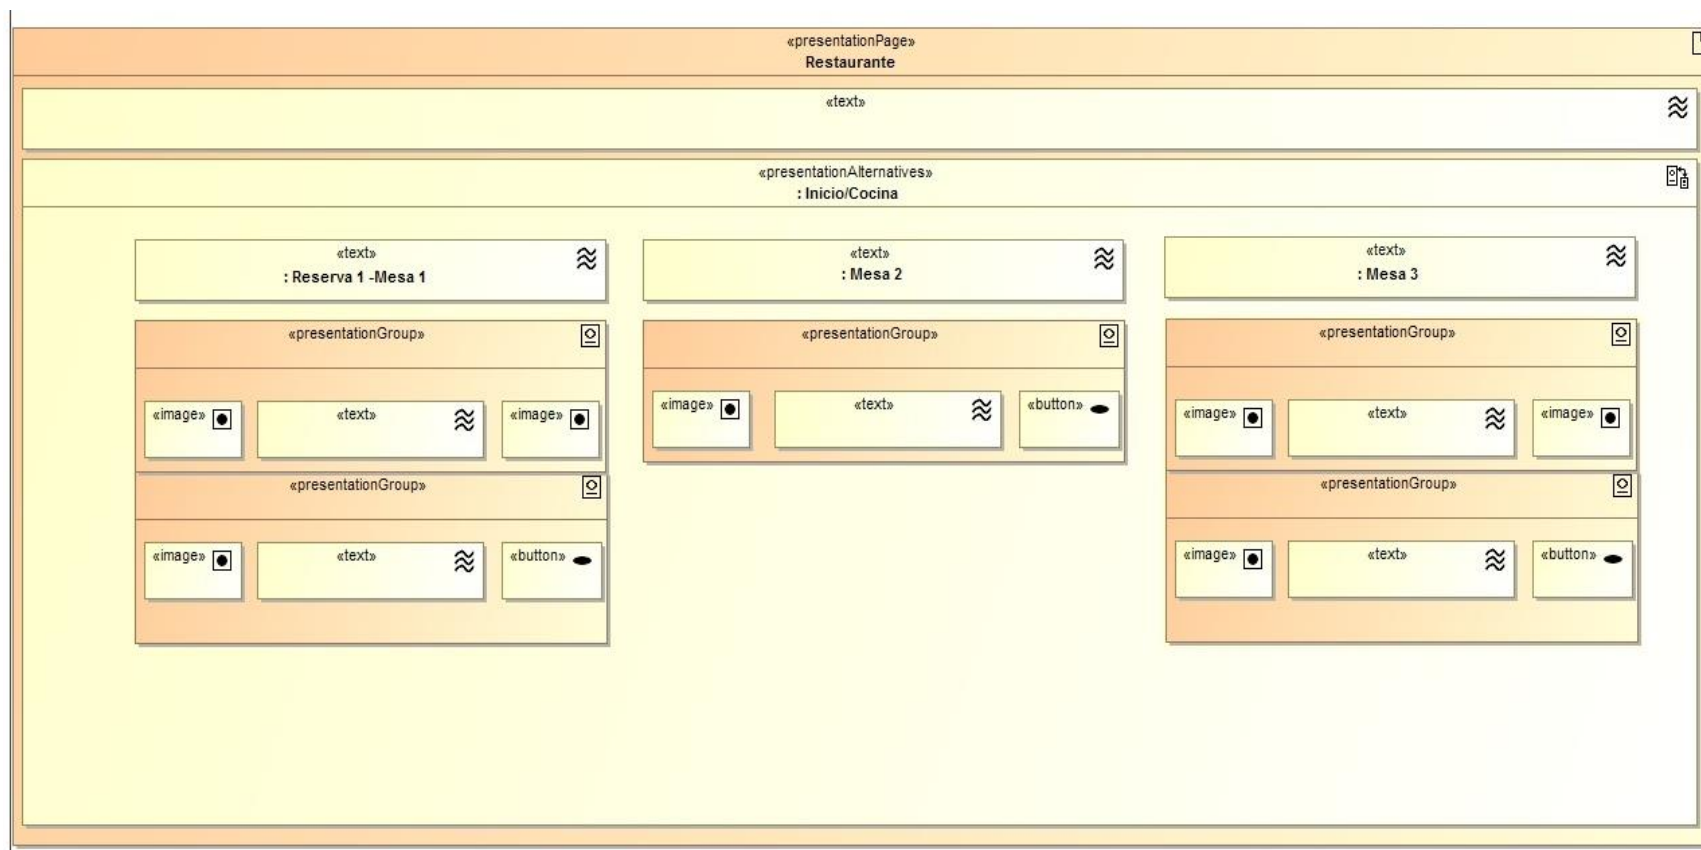 «presentationPage»
Restaurante
«text»
«presentationAlternatives»
: Inicio/Cocina
«text»
: Reserva 1 -Mesa 1
«text»
: Mesa 2
«text»
: Mesa 3
«presentationGroup»
«image» «text» «image»
«presentationGroup»
«image» «text» «button»
«presentationGroup»
«image» «text» «button»
«presentationGroup»
«image» «text» «image»
«presentationGroup»
«image» «text» «button»